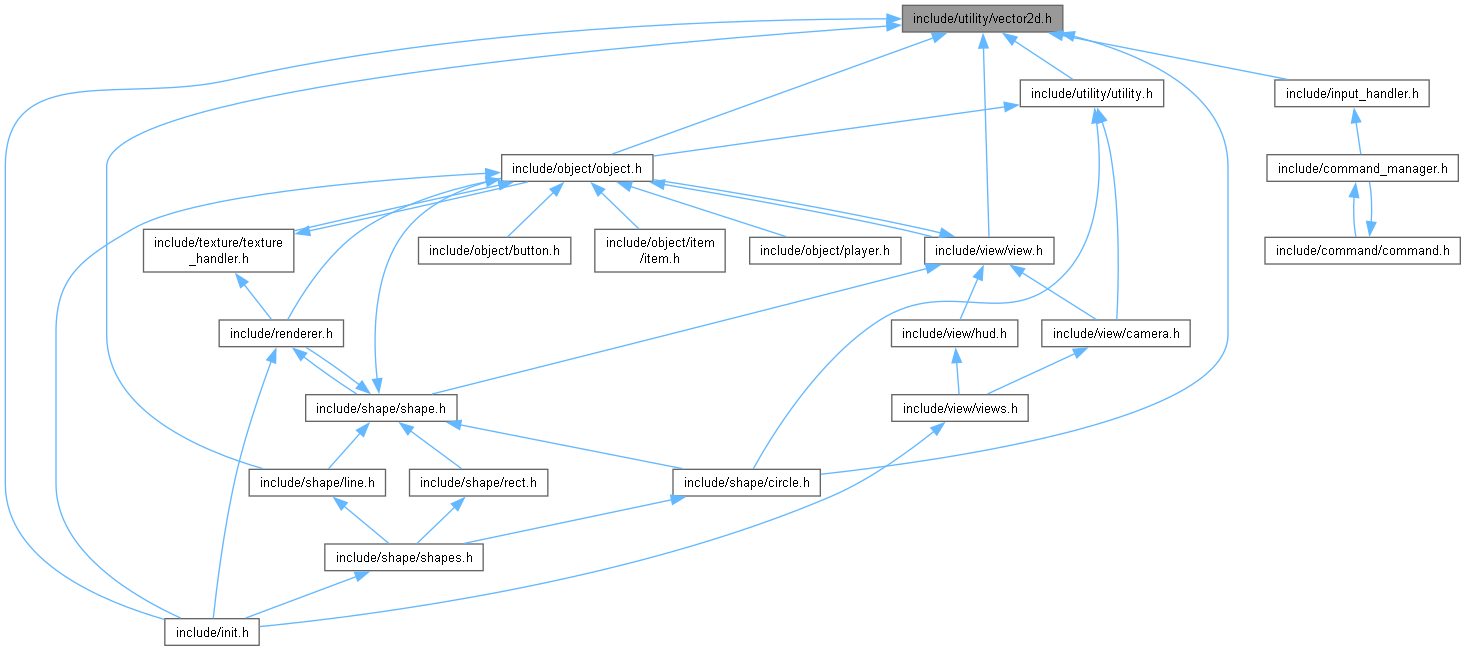 include/utility/vector2d.h
include/utility/utility.h
include/input_handler.h
include/object/object.h
include/command_manager.h
include/texture/texture
_handler.h
include/object/button.h
include/object/item
/item.h
include/object/player.h
include/view/view.h
include/command/command.h
include/renderer.h
include/view/hud.h
include/view/camera.h
include/shape/shape.h
include/view/views.h
include/shape/line.h
include/shape/rect.h
include/shape/circle.h
include/shape/shapes.h
include/init.h